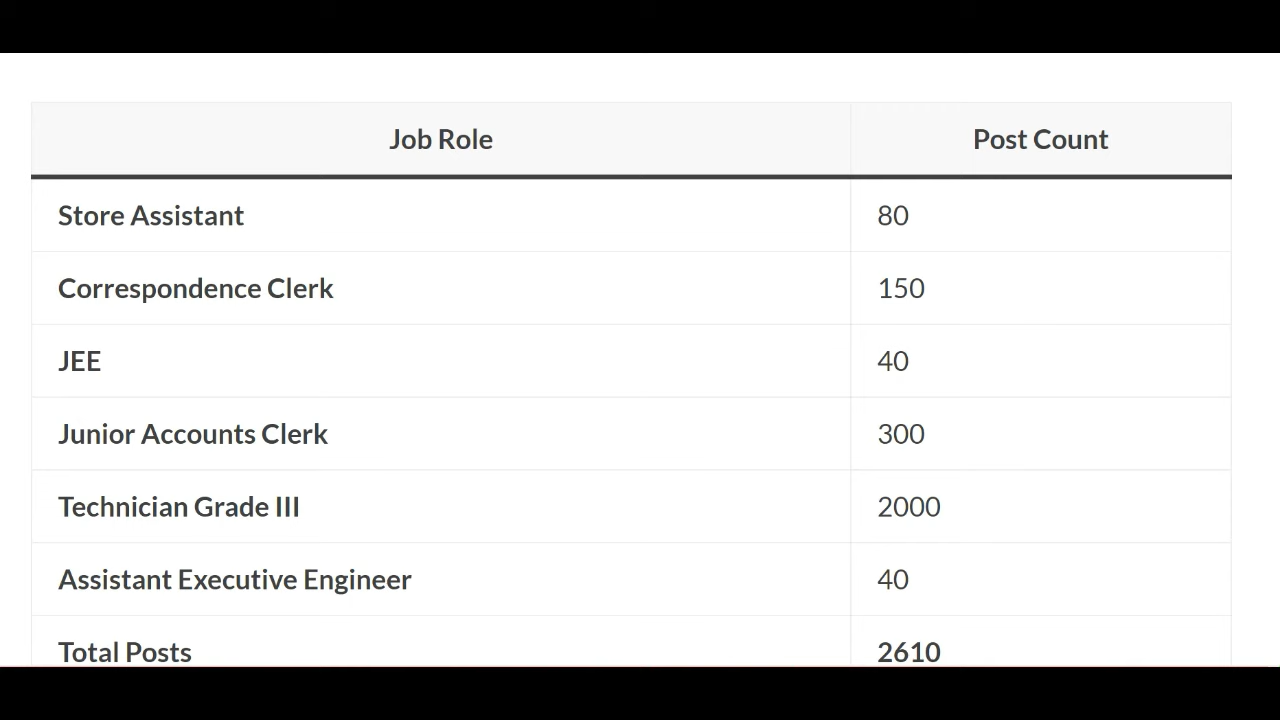 Job Role Post Count
Store Assistant 80
Correspondence Clerk 150
JEE 40
Junior Accounts Clerk 300
Technician Grade III 2000
Assistant Executive Engineer 40
Total Posts 2610